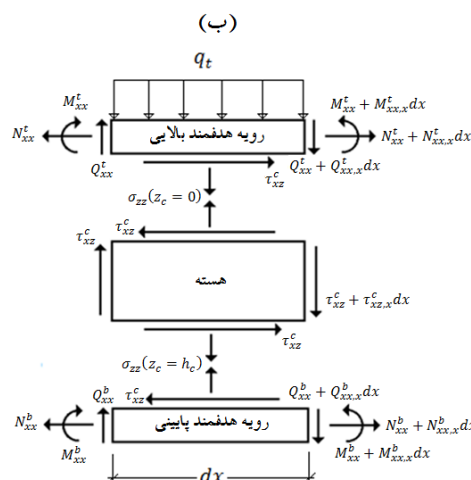 (ب)
q_t
M^t_xx
M^t_xx + M^t_xx,x dx
N^t_xx
رویه هدفمند بالایی
N^t_xx + N^t_xx,x dx
Q^t_xx
τ^c_xz
Q^t_xx + Q^t_xx,x dx
σ_zz(z_c = 0)
τ^c_xz
τ^c_xz
هسته
τ^c_xz + τ^c_xz,x dx
τ^c_xz
σ_zz(z_c = h_c)
Q^b_xx
τ^c_xz
Q^b_xx + Q^b_xx,x dx
N^b_xx
رویه هدفمند پایینی
N^b_xx + N^b_xx,x dx
M^b_xx
M^b_xx + M^b_xx,x dx
dx